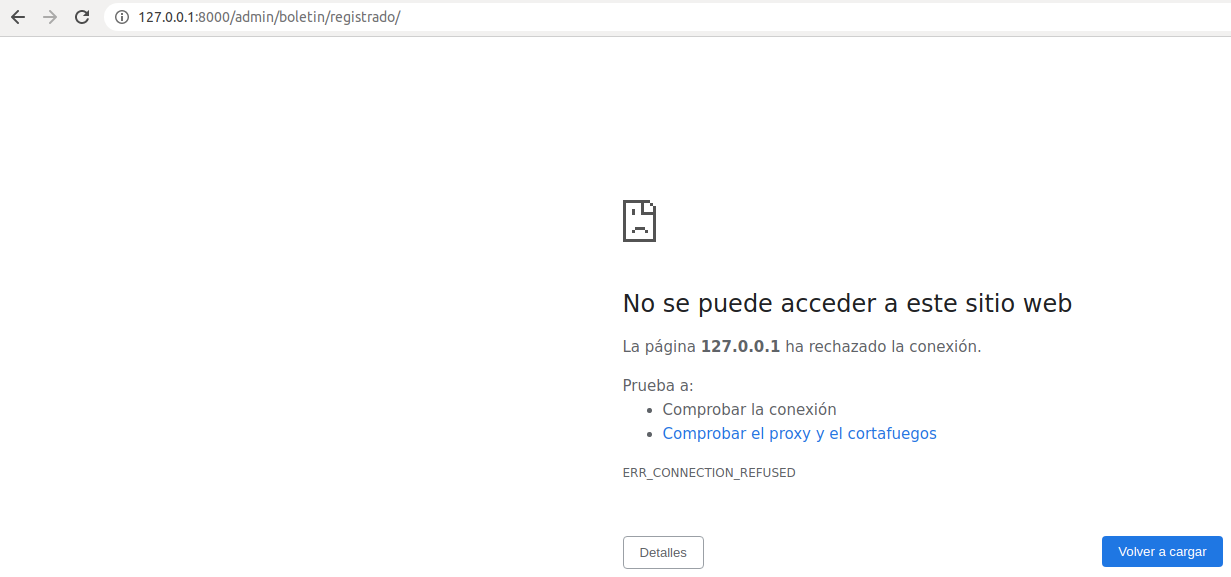 127.0.0.1:8000/admin/boletin/registrado/
No se puede acceder a este sitio web
La página 127.0.0.1 ha rechazado la conexión.
Prueba a:
Comprobar la conexión
Comprobar el proxy y el cortafuegos
ERR_CONNECTION_REFUSED
Detalles
Volver a cargar